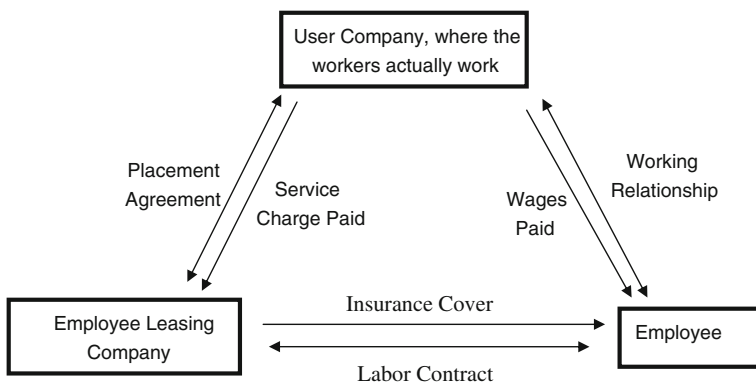 User Company, where the
workers actually work
Placement
Agreement
Service
Charge Paid
Wages
Paid
Working
Relationship
Employee Leasing
Company
Insurance Cover
Labor Contract
Employee